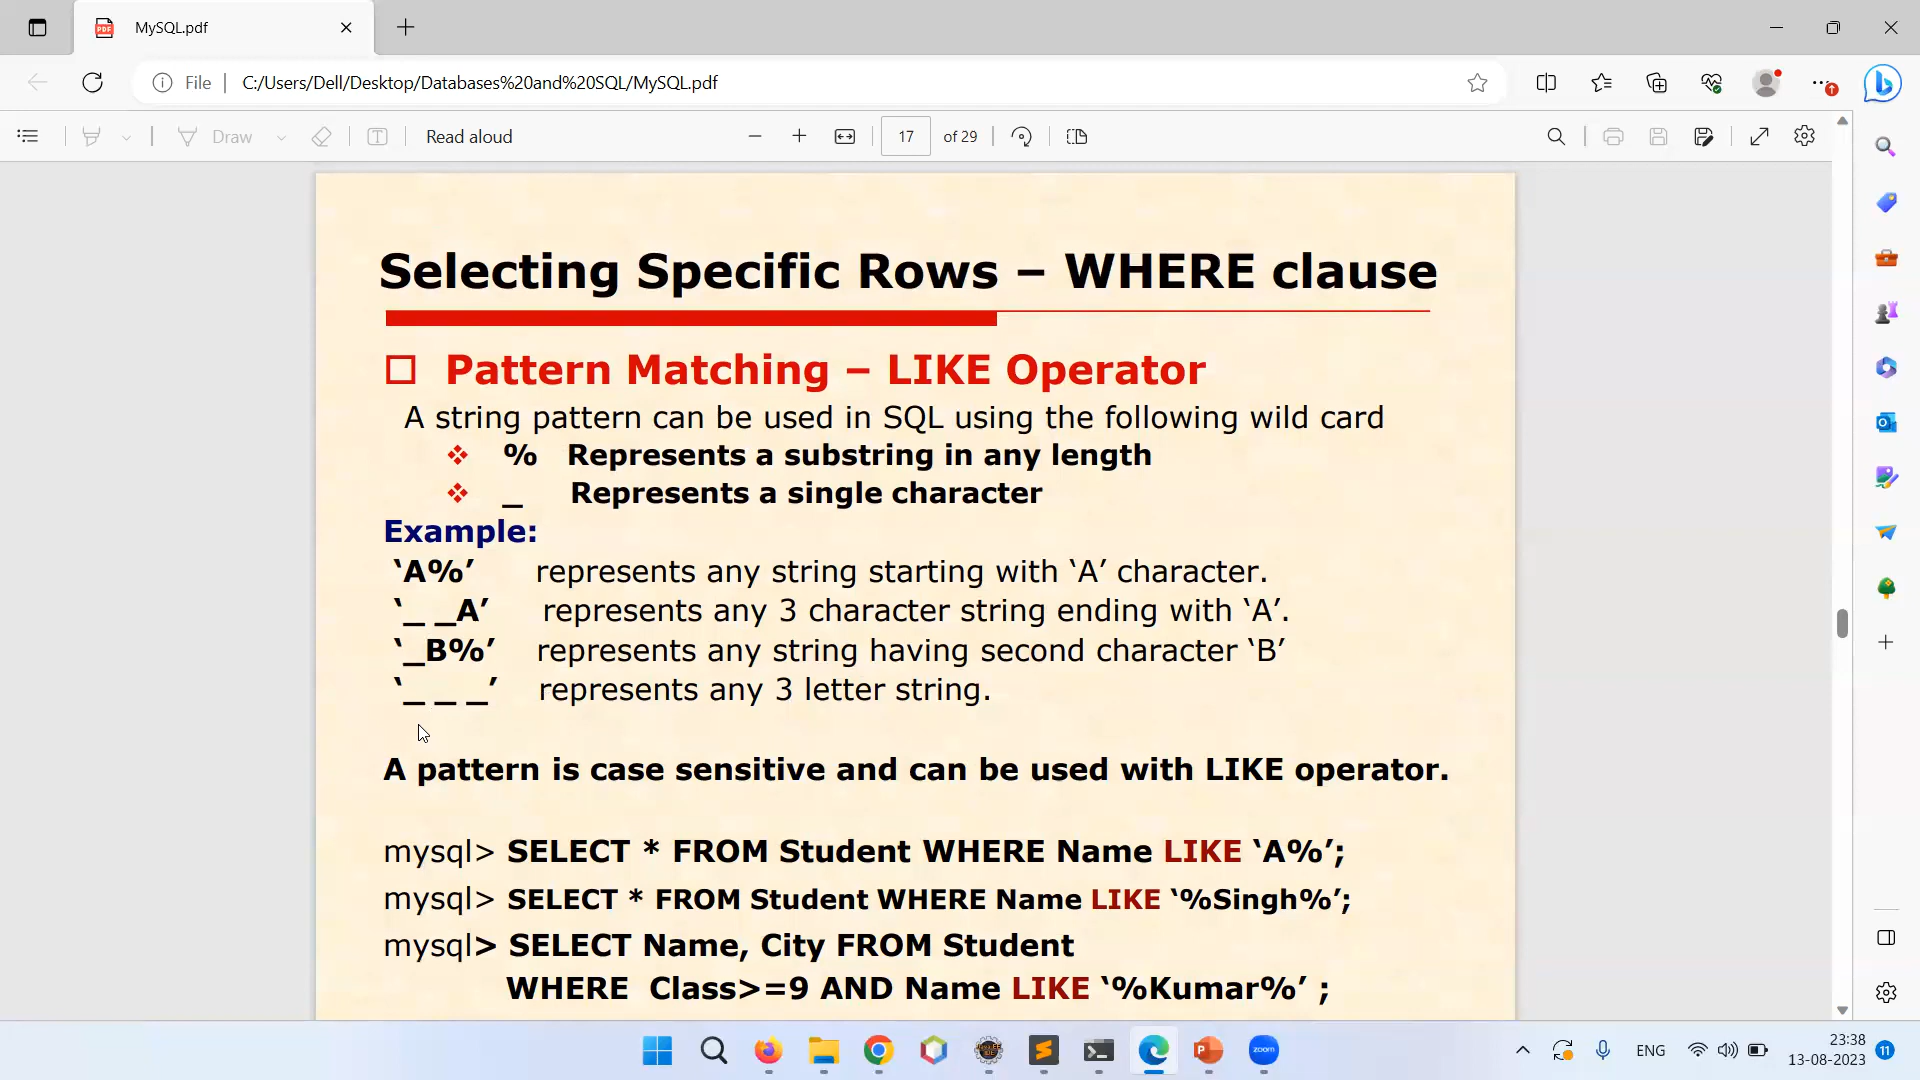 MySQL.pdf
File
C:/Users/Dell/Desktop/Databases%20and%20SQL/MySQL.pdf
Draw
Read aloud
17 of 29
Selecting Specific Rows – WHERE clause
Pattern Matching – LIKE Operator
A string pattern can be used in SQL using the following wild card
% Represents a substring in any length
_ Represents a single character
Example:
‘A%’ represents any string starting with ‘A’ character.
‘_ _A’ represents any 3 character string ending with ‘A’.
‘_B%’ represents any string having second character ‘B’
‘_ _ _’ represents any 3 letter string.
A pattern is case sensitive and can be used with LIKE operator.
mysql> SELECT * FROM Student WHERE Name LIKE ‘A%’;
mysql> SELECT * FROM Student WHERE Name LIKE ‘%Singh%’;
mysql> SELECT Name, City FROM Student
WHERE Class>=9 AND Name LIKE ‘%Kumar%’ ;
zoom
ENG
23:38
13-08-2023
11